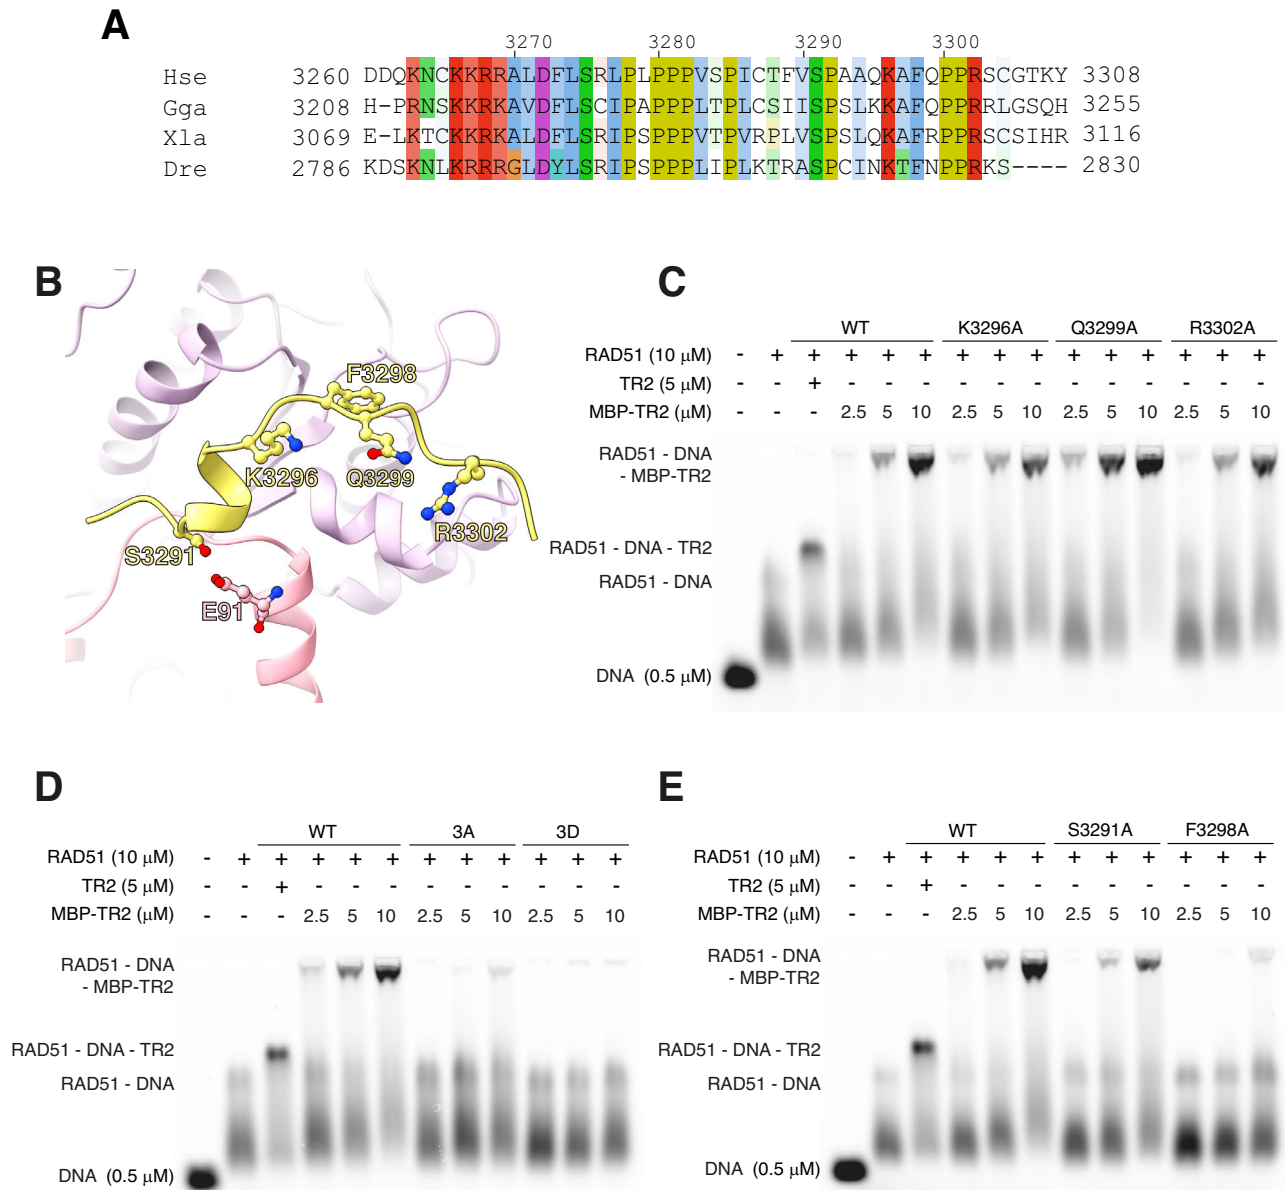 A
3270 3280 3290 3300
Hse 3260 DDQKNCKKRRALDFLSRLPLPPPVSPICTFVSPAAQKAFQPPRSCGTKY 3308
Gga 3208 H-PRNSKKRKAVDFLSCIPAPPPLTPLCSIISPSLKKAFQPPRRLGSQH 3255
Xla 3069 E-LKTCKKRKALDFLSRIPSPPPVTPVRPLVSPSLQKAFRPPRSCSIHR 3116
Dre 2786 KDSKNLKRRRGLDYLSRIPSPPPLIPLKTRASPCINKTFNPPRKS---- 2830
B
F3298
K3296
Q3299
R3302
S3291
E91
C
WT K3296A Q3299A R3302A
RAD51 (10 μM) - + + + + + + + + + + + + + +
TR2 (5 μM) - - + - - - - - - - - - - - -
MBP-TR2 (μM) - - - 2.5 5 10 2.5 5 10 2.5 5 10 2.5 5 10
RAD51 - DNA
- MBP-TR2
RAD51 - DNA - TR2
RAD51 - DNA
DNA (0.5 μM)
D
WT 3A 3D
RAD51 (10 μM) - + + + + + + + + + + +
TR2 (5 μM) - - + - - - - - - - - -
MBP-TR2 (μM) - - - 2.5 5 10 2.5 5 10 2.5 5 10
RAD51 - DNA
- MBP-TR2
RAD51 - DNA - TR2
RAD51 - DNA
DNA (0.5 μM)
E
WT S3291A F3298A
RAD51 (10 μM) - + + + + + + + + + + +
TR2 (5 μM) - - + - - - - - - - - -
MBP-TR2 (μM) - - - 2.5 5 10 2.5 5 10 2.5 5 10
RAD51 - DNA
- MBP-TR2
RAD51 - DNA - TR2
RAD51 - DNA
DNA (0.5 μM)